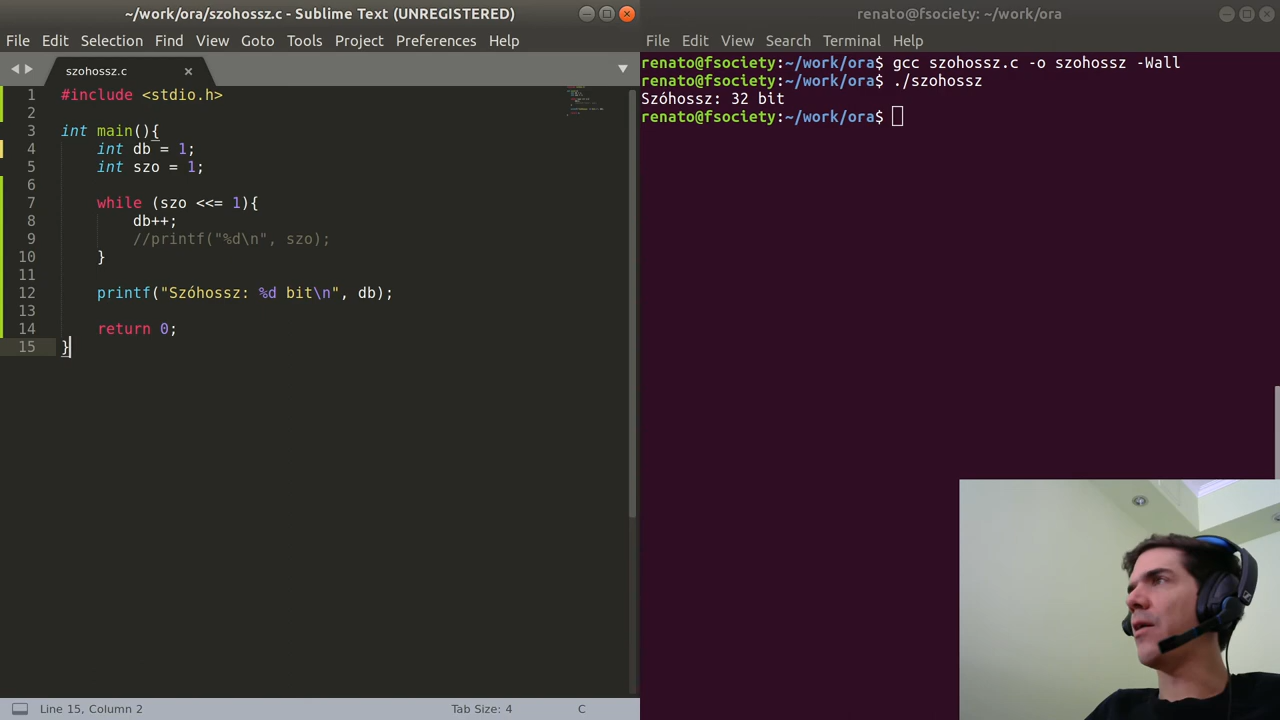 ~/work/ora/szohossz.c - Sublime Text (UNREGISTERED)
File Edit Selection Find View Goto Tools Project Preferences Help
szohossz.c
1 #include <stdio.h>
2
3 int main(){
4 int db = 1;
5 int szo = 1;
6
7 while (szo <<= 1){
8 db++;
9 //printf("%d\n", szo);
10 }
11
12 printf("Szóhossz: %d bit\n", db);
13
14 return 0;
15 }
Line 15, Column 2
Tab Size: 4
C
renato@fsociety: ~/work/ora
File Edit View Search Terminal Help
renato@fsociety:~/work/ora$ gcc szohossz.c -o szohossz -Wall
renato@fsociety:~/work/ora$ ./szohossz
Szóhossz: 32 bit
renato@fsociety:~/work/ora$